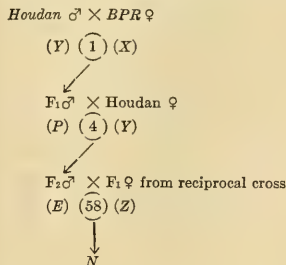 Houdan ♂ × BPR ♀
(Y) (1) (X)
F₁♂ × Houdan ♀
(P) (4) (Y)
F₂♂ × F₁♀ from reciprocal cross
(E) (58) (Z)
N